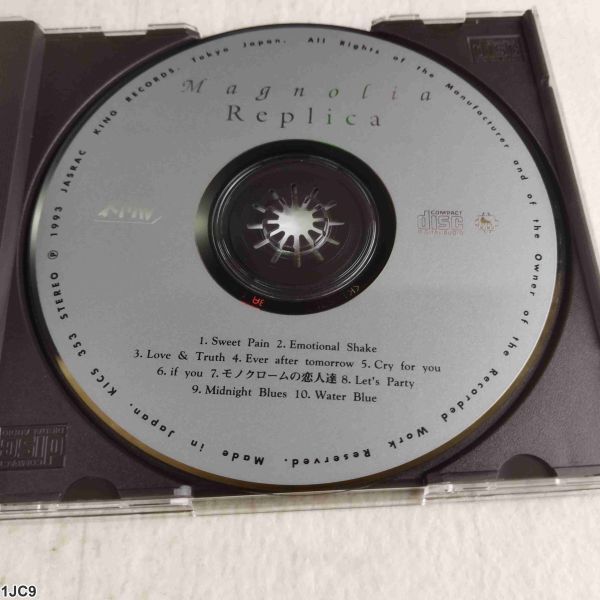 Magnolia
Replica
COMPACT
disc
DIGITAL AUDIO
1. Sweet Pain 2. Emotional Shake
3. Love & Truth 4. Ever after tomorrow 5. Cry for you
6. if you 7. モノクロームの恋人達 8. Let's Party
9. Midnight Blues 10. Water Blue
KICS 353 STEREO Ⓟ 1993 JASRAC KING RECORDS. Tokyo Japan. All Rights of the Manufacturer and of the Owner of the Recorded Work Reserved. Made in Japan.
1JC9